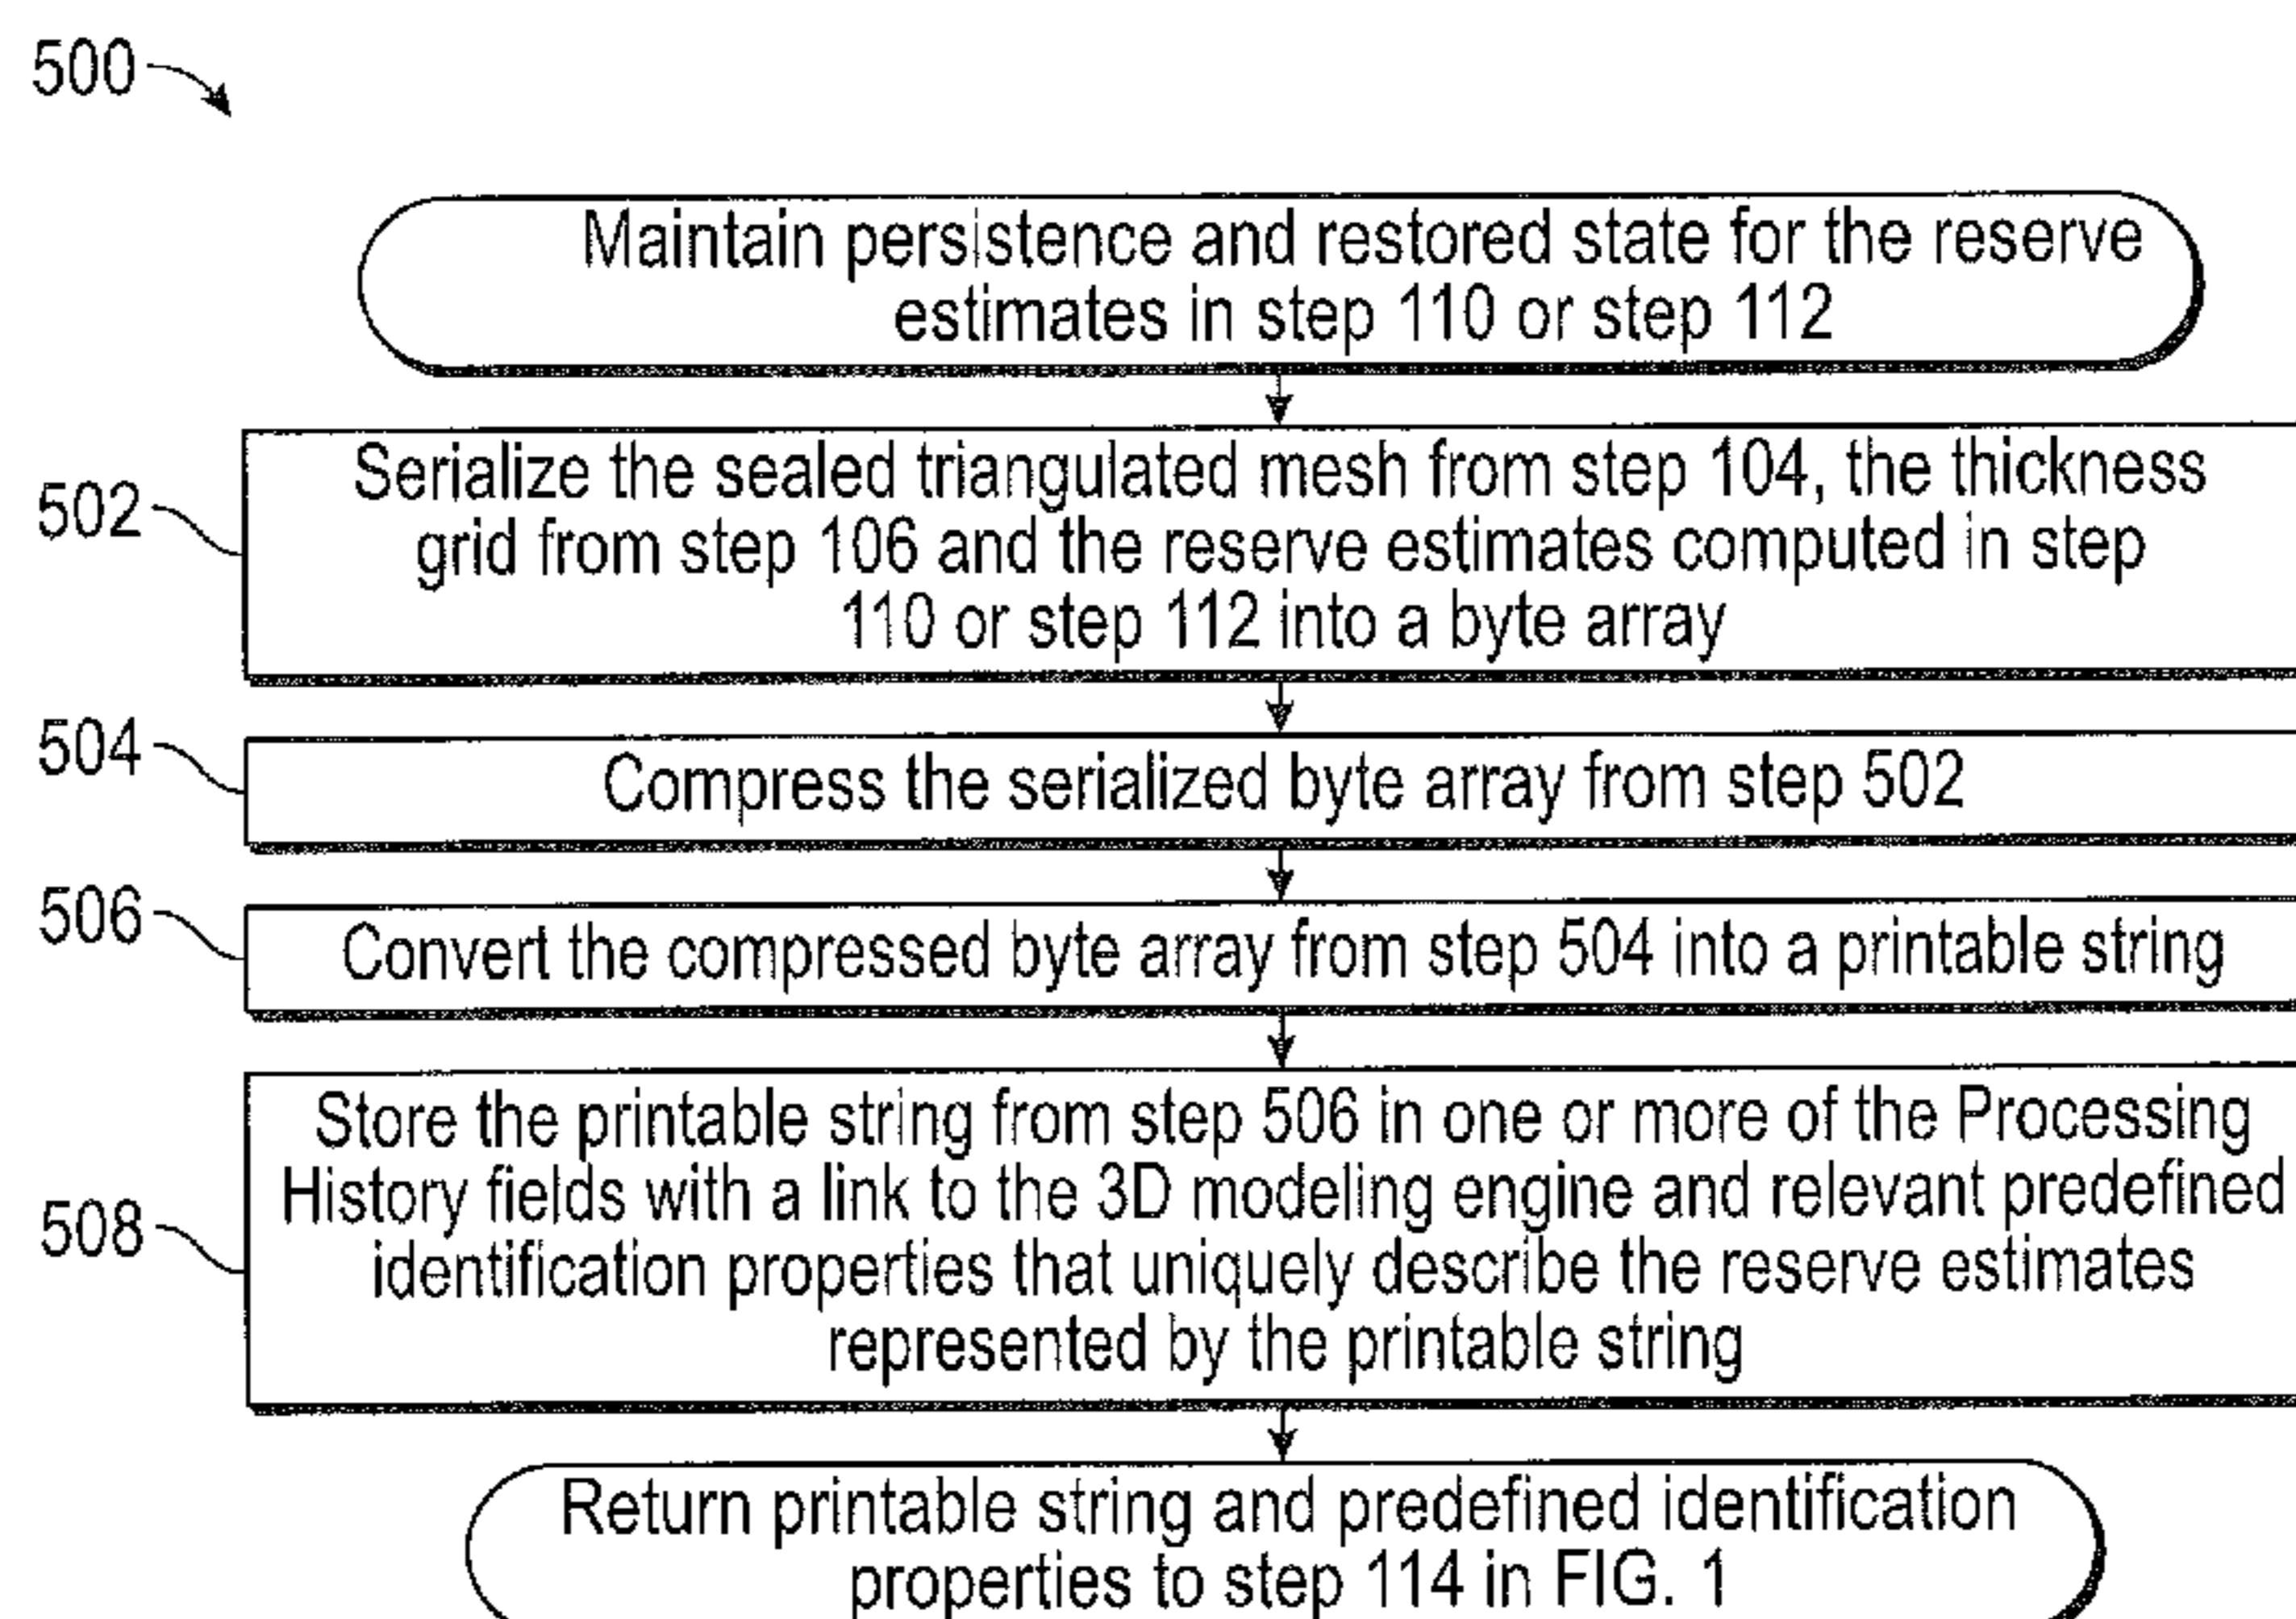 500
Maintain persistence and restored state for the reserve
estimates in step 110 or step 112
502
Serialize the sealed triangulated mesh from step 104, the thickness
grid from step 106 and the reserve estimates computed in step
110 or step 112 into a byte array
504
Compress the serialized byte array from step 502
506
Convert the compressed byte array from step 504 into a printable string
508
Store the printable string from step 506 in one or more of the Processing
History fields with a link to the 3D modeling engine and relevant predefined
identification properties that uniquely describe the reserve estimates
represented by the printable string
Return printable string and predefined identification
properties to step 114 in FIG. 1